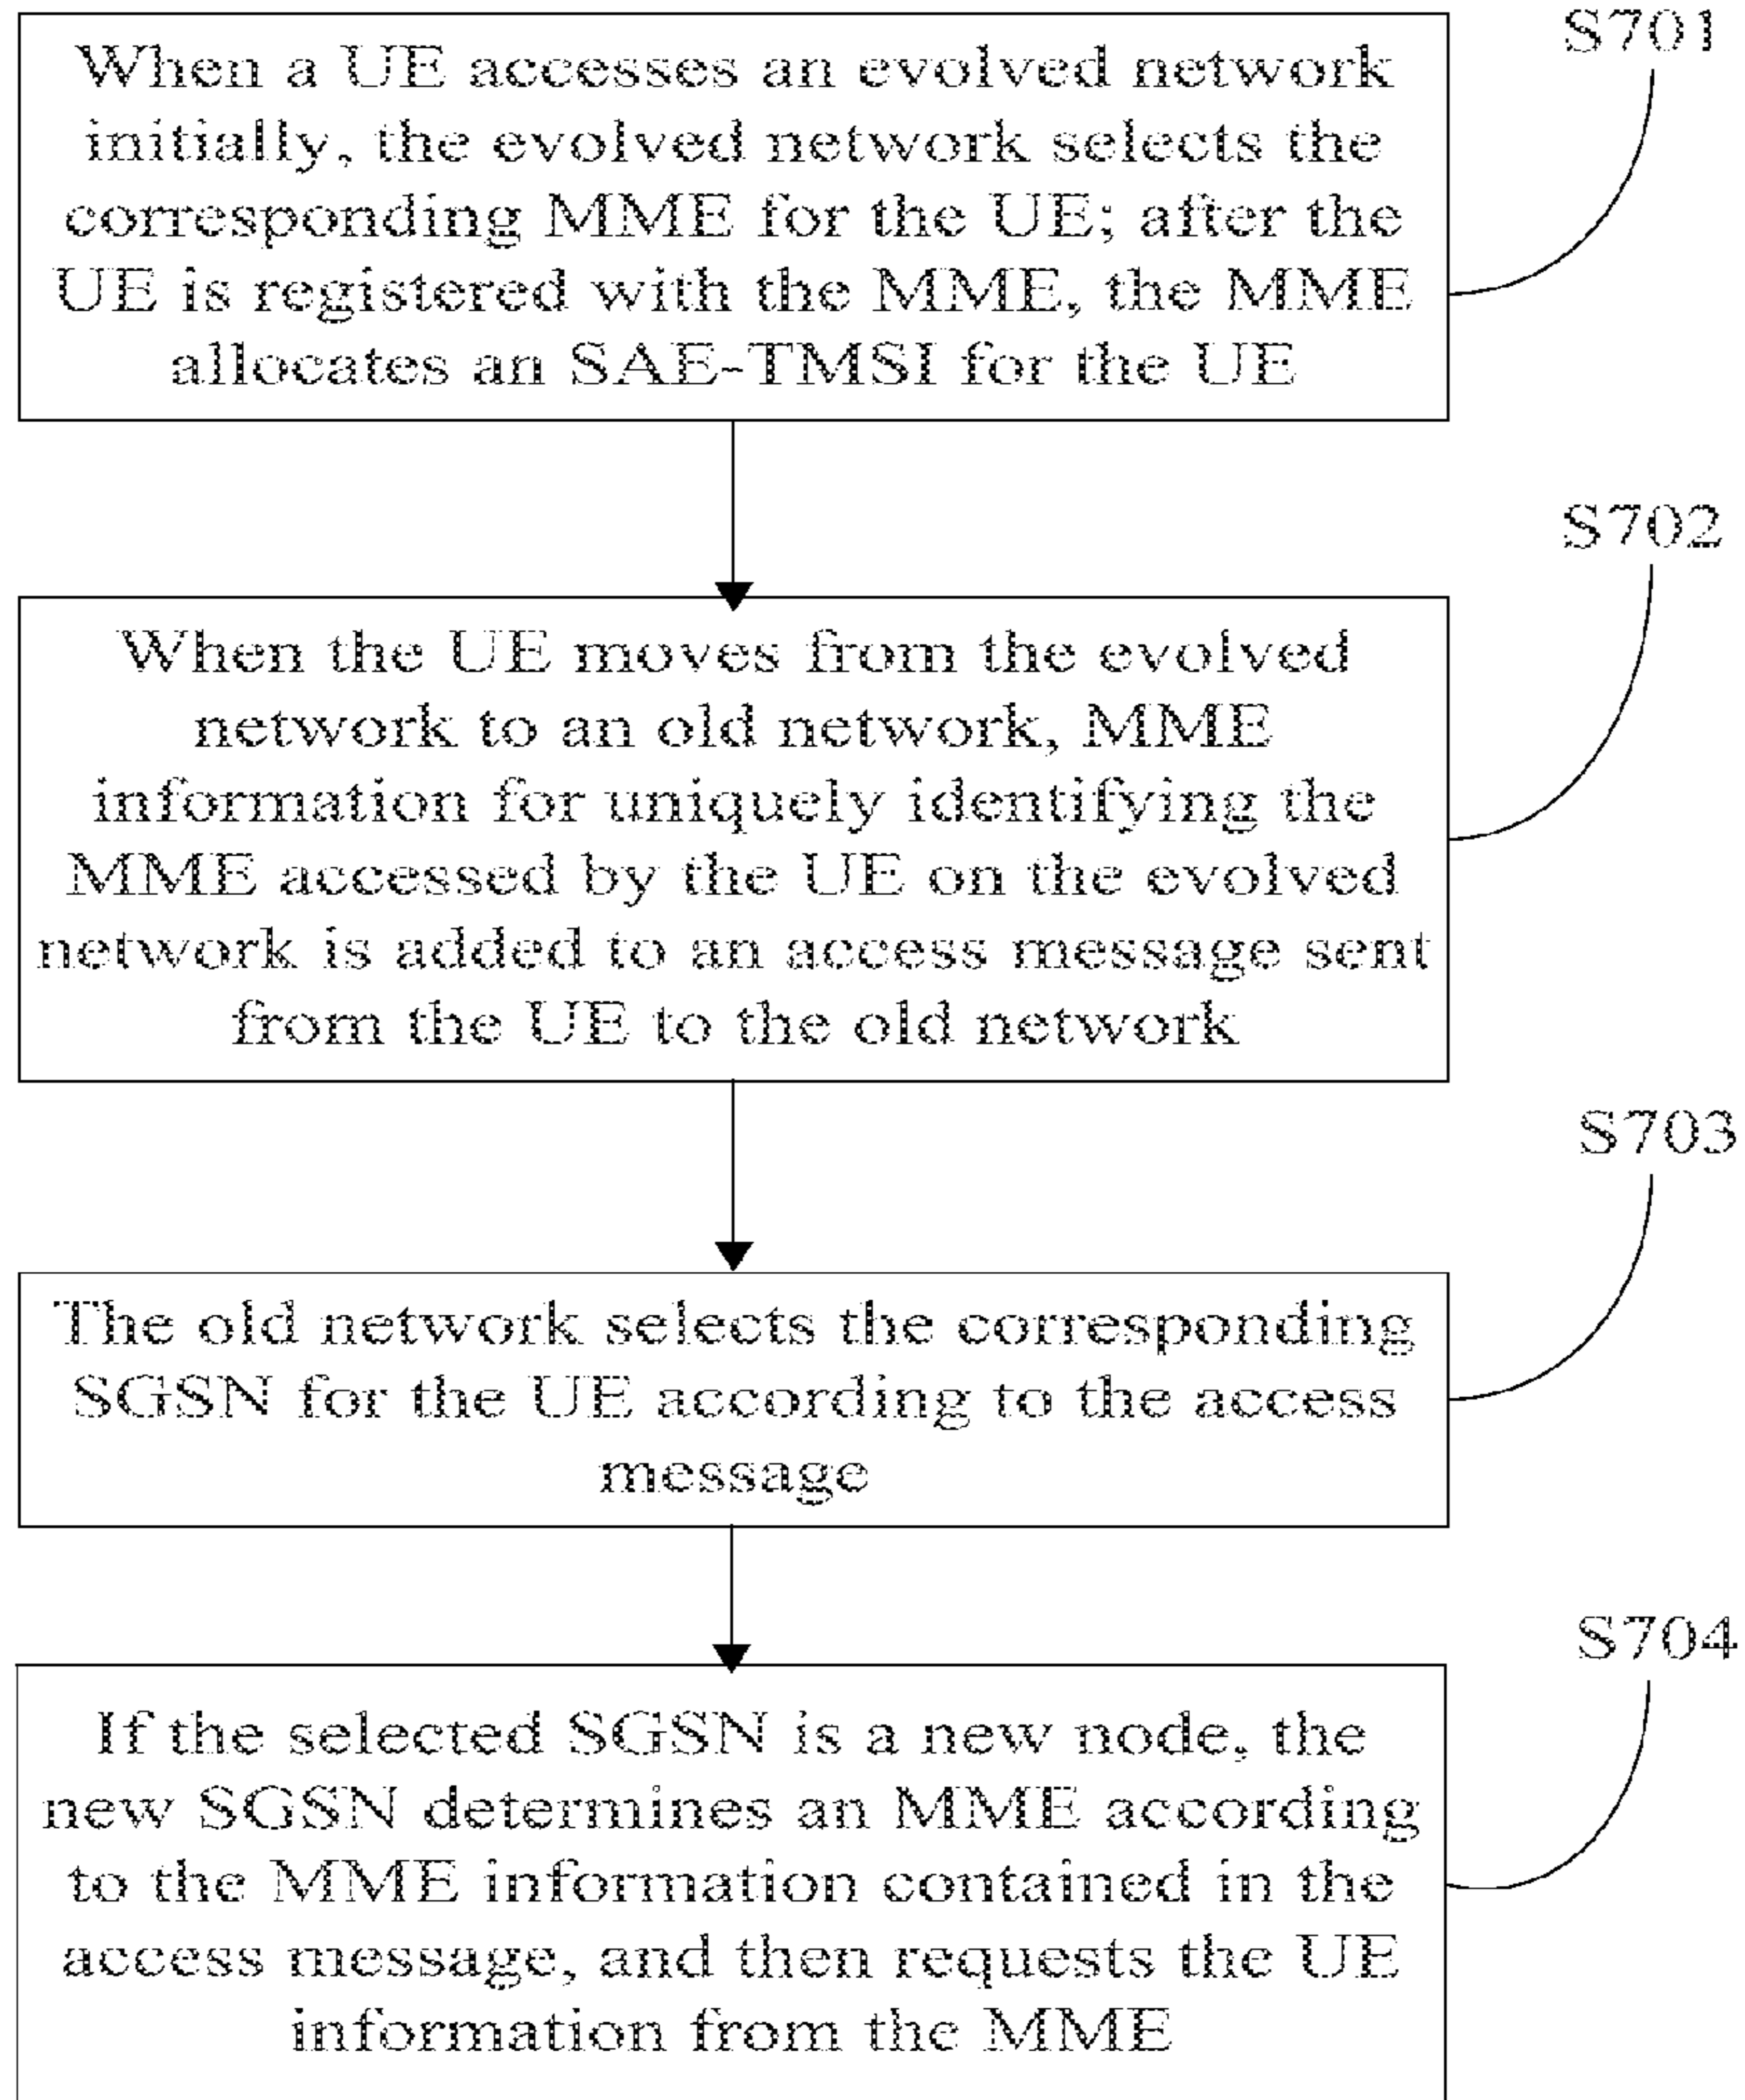 When a UE accesses an evolved network
initially, the evolved network selects the
corresponding MME for the UE; after the
UE is registered with the MME, the MME
allocates an SAE-TMSI for the UE
S701
When the UE moves from the evolved
network to an old network, MME
information for uniquely identifying the
MME accessed by the UE on the evolved
network is added to an access message sent
from the UE to the old network
S702
The old network selects the corresponding
SGSN for the UE according to the access
message
S703
If the selected SGSN is a new node, the
new SGSN determines an MME according
to the MME information contained in the
access message, and then requests the UE
information from the MME
S704